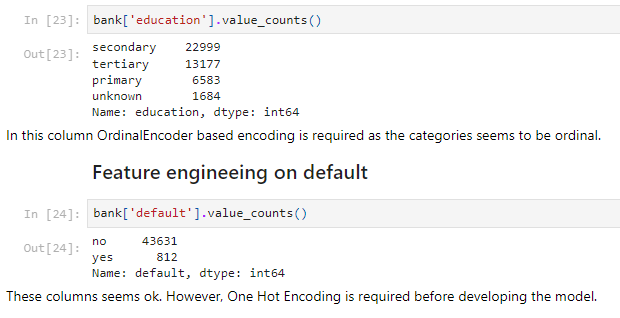 In [23]: bank['education'].value_counts()
Out[23]: secondary 22999
tertiary 13177
primary 6583
unknown 1684
Name: education, dtype: int64
In this column OrdinalEncoder based encoding is required as the categories seems to be ordinal.
Feature engineeing on default
In [24]: bank['default'].value_counts()
Out[24]: no 43631
yes 812
Name: default, dtype: int64
These columns seems ok. However, One Hot Encoding is required before developing the model.